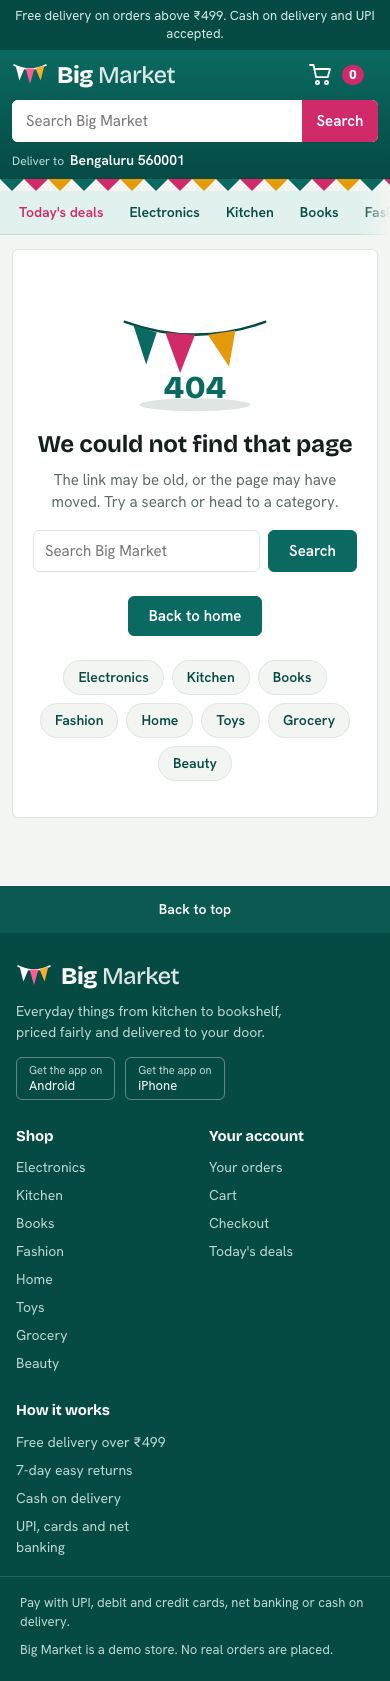 Free delivery on orders above ₹499. Cash on delivery and UPI
accepted.
Big Market
0
Search Big Market
Search
Deliver to Bengaluru 560001
Today's deals Electronics Kitchen Books Fas
404
We could not find that page
The link may be old, or the page may have
moved. Try a search or head to a category.
Search Big Market
Search
Back to home
Electronics Kitchen Books
Fashion Home Toys Grocery
Beauty
Back to top
Big Market
Everyday things from kitchen to bookshelf,
priced fairly and delivered to your door.
Get the app on
Android
Get the app on
iPhone
Shop
Electronics
Kitchen
Books
Fashion
Home
Toys
Grocery
Beauty
Your account
Your orders
Cart
Checkout
Today's deals
How it works
Free delivery over ₹499
7-day easy returns
Cash on delivery
UPI, cards and net
banking
Pay with UPI, debit and credit cards, net banking or cash on
delivery.
Big Market is a demo store. No real orders are placed.